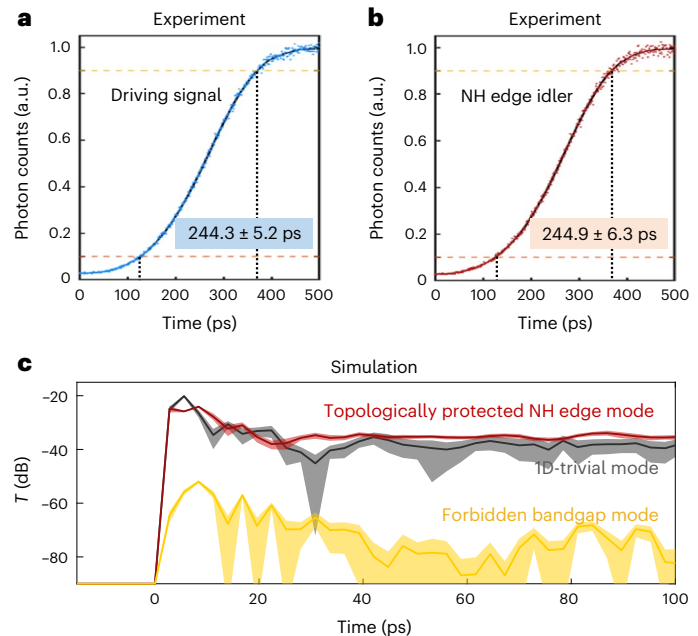 a
Experiment
1.0
0.8
0.6
0.4
0.2
0
Photon counts (a.u.)
Driving signal
244.3 ± 5.2 ps
0
100
200
300
400
500
Time (ps)
b
Experiment
1.0
0.8
0.6
0.4
0.2
0
Photon counts (a.u.)
NH edge idler
244.9 ± 6.3 ps
0
100
200
300
400
500
Time (ps)
c
Simulation
−20
−40
−60
−80
T (dB)
Topologically protected NH edge mode
1D-trivial mode
Forbidden bandgap mode
0
20
40
60
80
100
Time (ps)